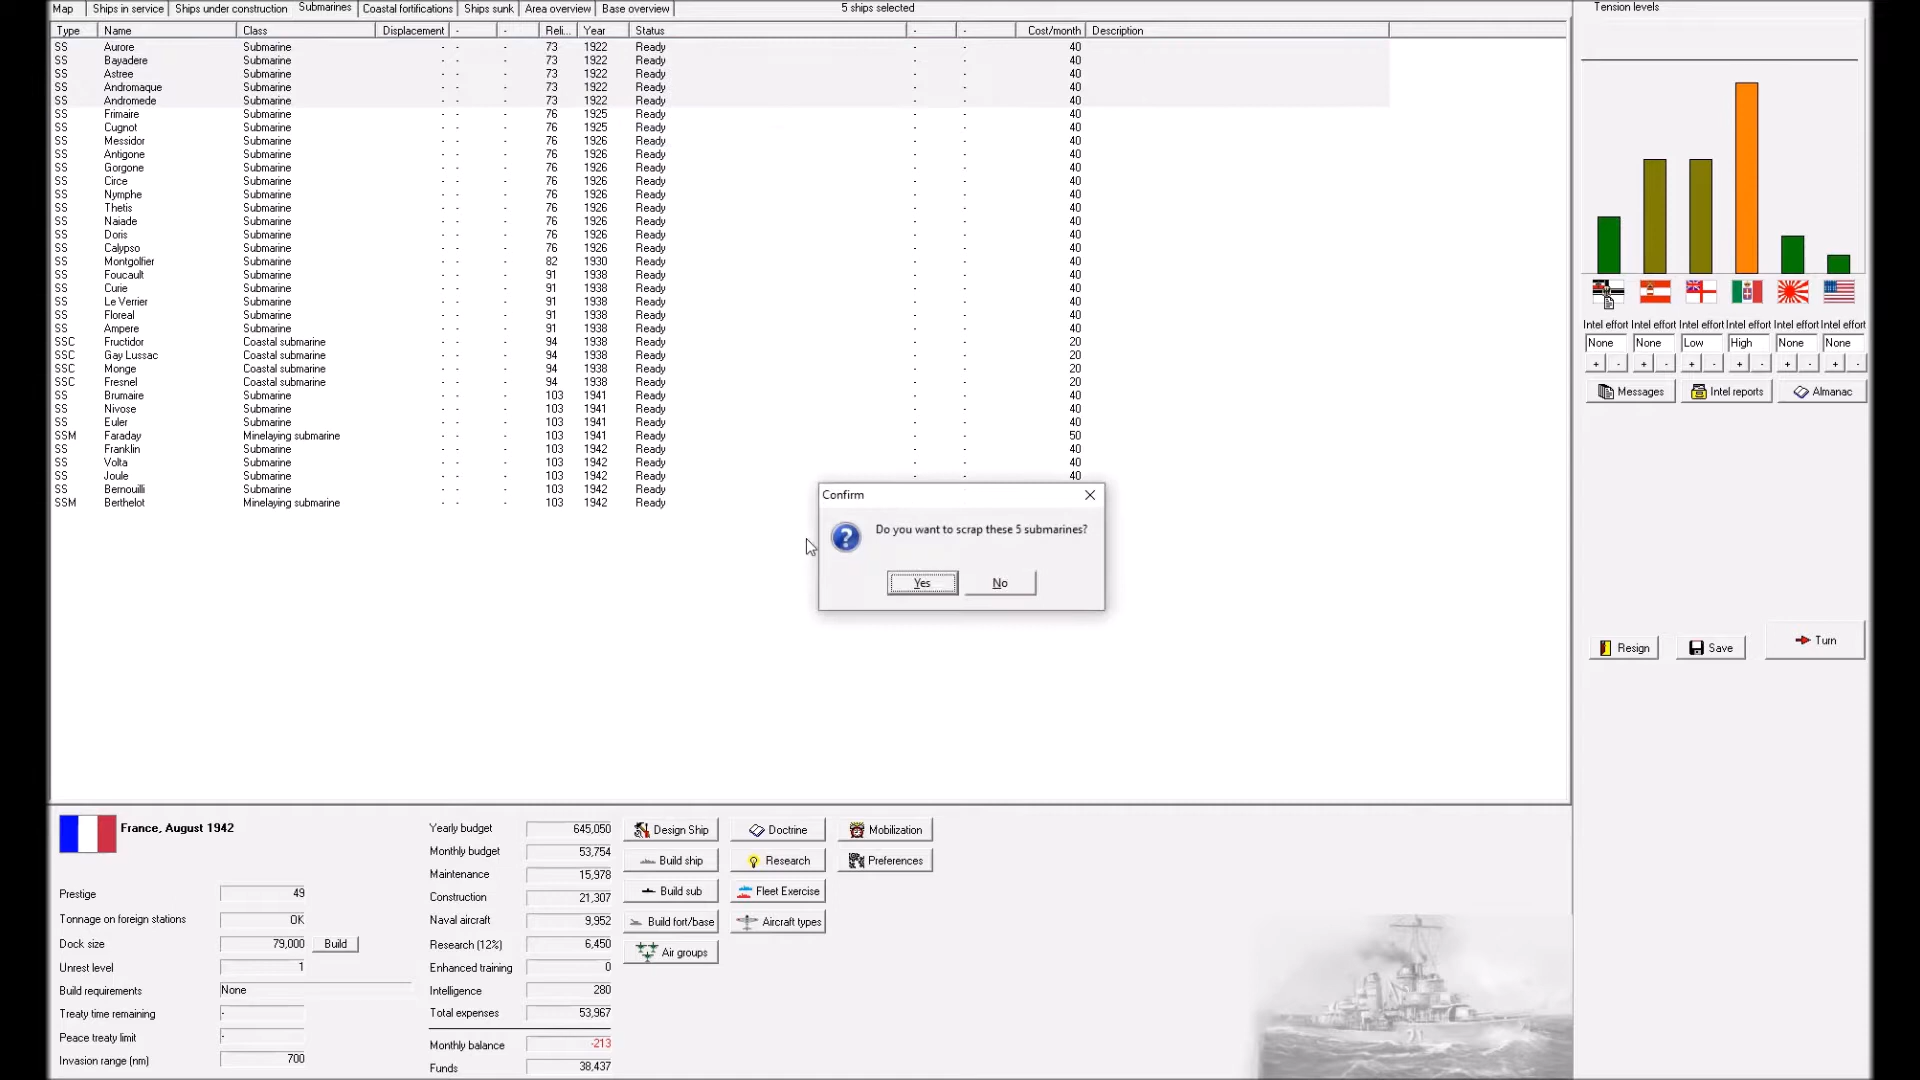 Map Ships in service Ships under construction Submarines Coastal fortifications Ships sunk Area overview Base overview 5 ships selected Tension levels
Type Name Class Displacement - - Reli... Year Status - - Cost/month Description
SS Aurore Submarine - - - 73 1922 Ready - - 40
SS Bayadere Submarine - - - 73 1922 Ready - - 40
SS Astree Submarine - - - 73 1922 Ready - - 40
SS Andromaque Submarine - - - 73 1922 Ready - - 40
SS Andromede Submarine - - - 73 1922 Ready - - 40
SS Frimaire Submarine - - - 76 1925 Ready - - 40
SS Cugnot Submarine - - - 76 1925 Ready - - 40
SS Messidor Submarine - - - 76 1926 Ready - - 40
SS Antigone Submarine - - - 76 1926 Ready - - 40
SS Gorgone Submarine - - - 76 1926 Ready - - 40
SS Circe Submarine - - - 76 1926 Ready - - 40
SS Nymphe Submarine - - - 76 1926 Ready - - 40
SS Thetis Submarine - - - 76 1926 Ready - - 40
SS Naiade Submarine - - - 76 1926 Ready - - 40
SS Doris Submarine - - - 76 1926 Ready - - 40
SS Calypso Submarine - - - 76 1926 Ready - - 40
SS Montgolfier Submarine - - - 82 1930 Ready - - 40
SS Foucault Submarine - - - 91 1938 Ready - - 40
SS Curie Submarine - - - 91 1938 Ready - - 40
SS Le Verrier Submarine - - - 91 1938 Ready - - 40
SS Floreal Submarine - - - 91 1938 Ready - - 40
SS Ampere Submarine - - - 91 1938 Ready - - 40
SSC Fructidor Coastal submarine - - - 94 1938 Ready - - 20
SSC Gay Lussac Coastal submarine - - - 94 1938 Ready - - 20
SSC Monge Coastal submarine - - - 94 1938 Ready - - 20
SSC Fresnel Coastal submarine - - - 94 1938 Ready - - 20
SS Brumaire Submarine - - - 103 1941 Ready - - 40
SS Nivose Submarine - - - 103 1941 Ready - - 40
SS Euler Submarine - - - 103 1941 Ready - - 40
SSM Faraday Minelaying submarine - - - 103 1941 Ready - - 50
SS Franklin Submarine - - - 103 1942 Ready - - 40
SS Volta Submarine - - - 103 1942 Ready - - 40
SS Joule Submarine - - - 103 1942 Ready - - 40
SS Bernouilli Submarine - - - 103 1942 Ready
SSM Berthelot Minelaying submarine - - - 103 1942 Ready
Confirm
Do you want to scrap these 5 submarines?
Yes No
Intel effort Intel effort Intel effort Intel effort Intel effort Intel effort
None None Low High None None
+ - + - + - + - + - + -
Messages Intel reports Almanac
Resign Save Turn
France, August 1942
Prestige 49
Tonnage on foreign stations OK
Dock size 79,000 Build
Unrest level 1
Build requirements None
Treaty time remaining -
Peace treaty limit -
Invasion range (nm) 700
Yearly budget 645,050
Monthly budget 53,754
Maintenance 15,978
Construction 21,307
Naval aircraft 9,952
Research (12%) 6,450
Enhanced training 0
Intelligence 280
Total expenses 53,967
Monthly balance -213
Funds 38,437
Design Ship Doctrine Mobilization
Build ship Research Preferences
Build sub Fleet Exercise
Build fort/base Aircraft types
Air groups